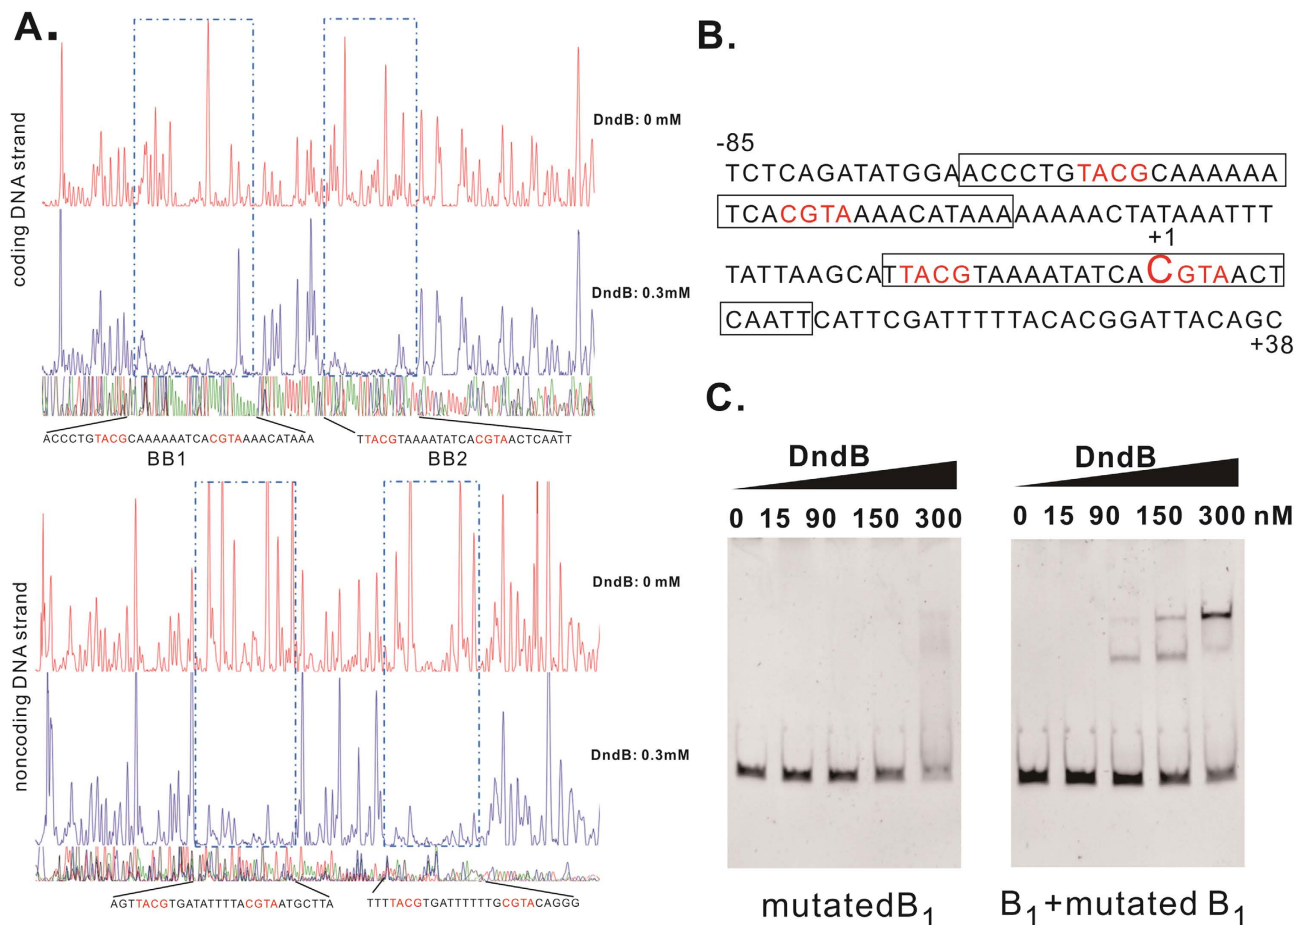 A.
coding DNA strand
DndB: 0 mM
DndB: 0.3mM
ACCCTGTACGCAAAAAATCACGTAAAACATAAA
TTACGTAAAATATCACGTAACTCAATT
BB1
BB2
noncoding DNA strand
DndB: 0 mM
DndB: 0.3mM
AGTTACGTGATATTTTACGTAATGCTTA
TTTTACGTGATTTTTTGCGTACAGGG
B.
-85
TCTCAGATATGGAACCCTGTACGCAAAAAA
TCACGTAAAACATAAAAAAAACTATAAATTT
+1
TATTAAGCATTACGTAAAATATCACGTAACT
CAATTCATTCGATTTTTACACGGATTACAGC
+38
C.
DndB
0 15 90 150 300
mutatedB1
DndB
0 15 90 150 300 nM
B1+mutated B1